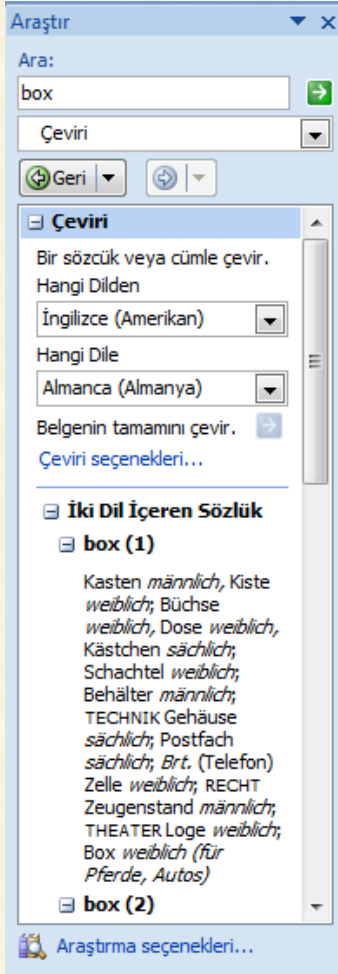 Araştır
Ara:
box
Çeviri
Geri
Çeviri
Bir sözcük veya cümle çevir.
Hangi Dilden
İngilizce (Amerikan)
Hangi Dile
Almanca (Almanya)
Belgenin tamamını çevir.
Çeviri seçenekleri...
İki Dil İçeren Sözlük
box (1)
Kasten männlich, Kiste
weiblich; Büchse
weiblich, Dose weiblich,
Kästchen sächlich;
Schachtel weiblich;
Behälter männlich;
TECHNIK Gehäuse
sächlich; Postfach
sächlich; Brt. (Telefon)
Zelle weiblich; RECHT
Zeugenstand männlich;
THEATER Loge weiblich;
Box weiblich (für
Pferde, Autos)
box (2)
Araştırma seçenekleri...